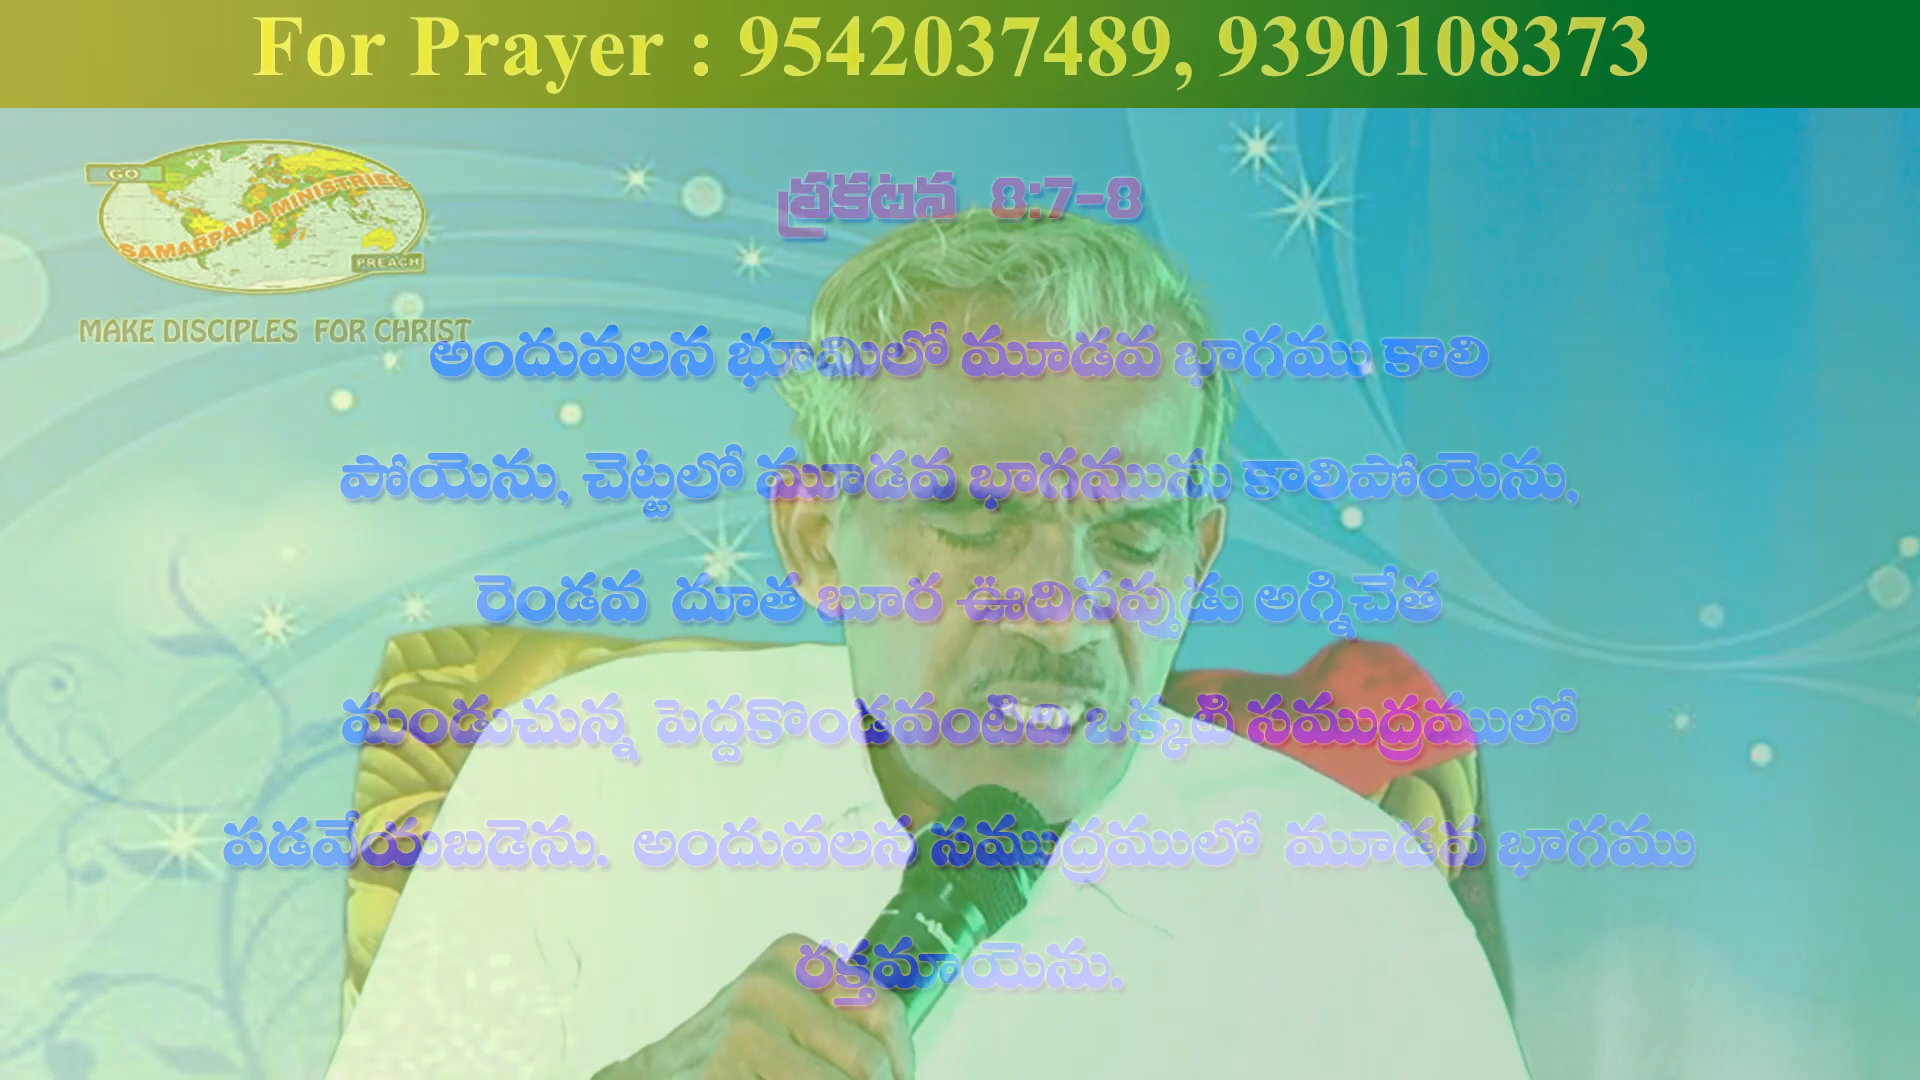 For Prayer : 9542037489, 9390108373
GO
SAMARPANA MINISTRIES
PREACH
MAKE DISCIPLES FOR CHRIST
ప్రకటన 8:7-8
అందువలన భూమిలో మూడవ భాగము కాలి
పోయెను, చెట్లలో మూడవ భాగమును కాలిపోయెను,
రెండవ దూత బూర ఊదినప్పుడు అగ్నిచేత
మండుచున్న పెద్దకొండవంటిది ఒక్కటి సముద్రములో
పడవేయబడెను. అందువలన సముద్రములో మూడవ భాగము
రక్తమాయెను.